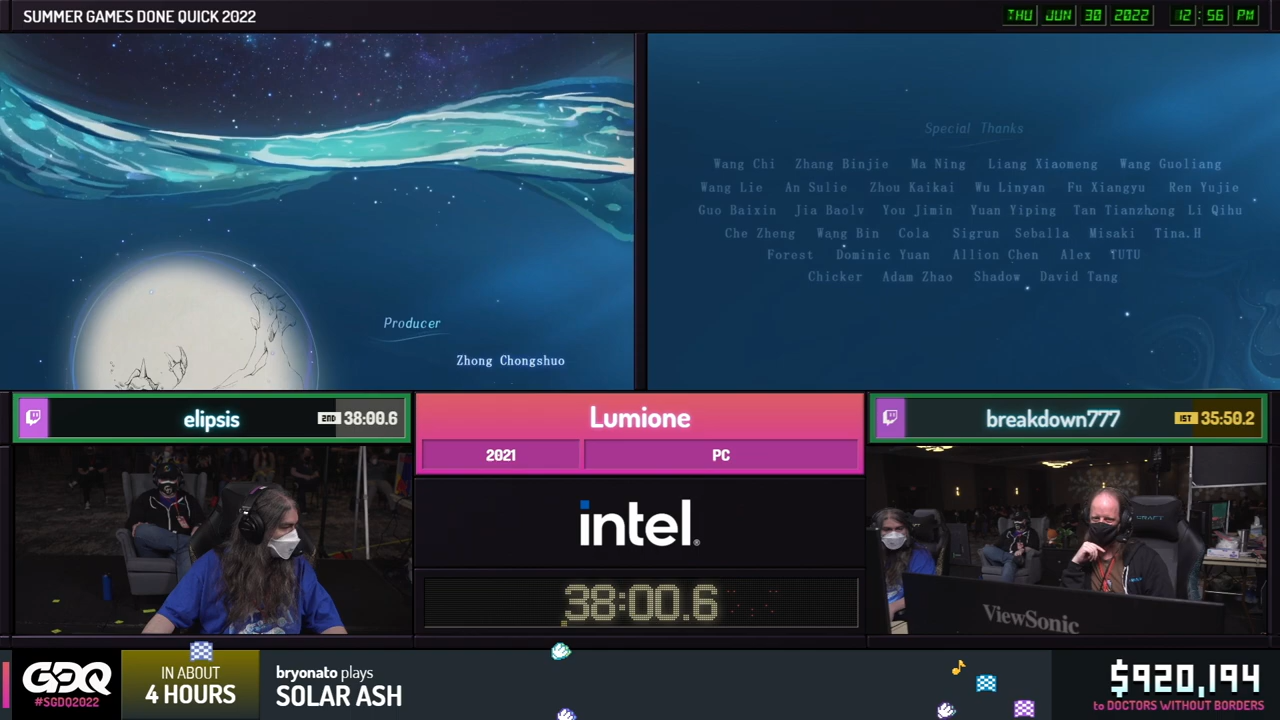 SUMMER GAMES DONE QUICK 2022
THU JUN 30 2022 12:56 PM
Producer
Zhong Chongshuo
Special Thanks
Wang Chi Zhang Binjie Ma Ning Liang Xiaomeng Wang Guoliang
Wang Lie An Sulie Zhou Kaikai Wu Linyan Fu Xiangyu Ren Yujie
Guo Baixin Jia Baolv You Jimin Yuan Yiping Tan Tianzhong Li Qihu
Che Zheng Wang Bin Cola Sigrun Seballa Misaki Tina.H
Forest Dominic Yuan Allion Chen Alex TUTU
Chicker Adam Zhao Shadow David Tang
elipsis 2ND 38:00.6
Lumione
2021 PC
breakdown777 1ST 35:50.2
intel.
38:00.6
ViewSonic
GDQ
#SGDQ2022
IN ABOUT
4 HOURS
bryonato plays
SOLAR ASH
$920,194
to DOCTORS WITHOUT BORDERS